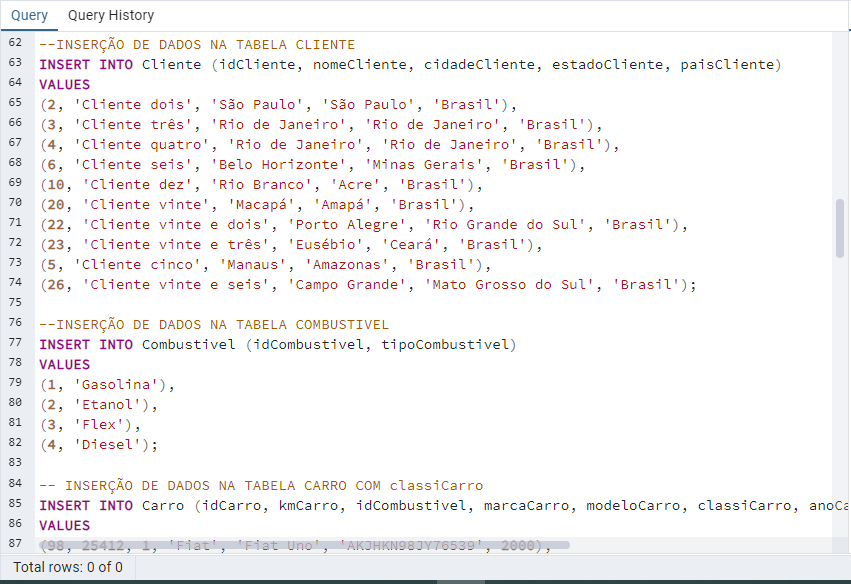 Query Query History
62 --INSERÇÃO DE DADOS NA TABELA CLIENTE
63 INSERT INTO Cliente (idCliente, nomeCliente, cidadeCliente, estadoCliente, paisCliente)
64 VALUES
65 (2, 'Cliente dois', 'São Paulo', 'São Paulo', 'Brasil'),
66 (3, 'Cliente três', 'Rio de Janeiro', 'Rio de Janeiro', 'Brasil'),
67 (4, 'Cliente quatro', 'Rio de Janeiro', 'Rio de Janeiro', 'Brasil'),
68 (6, 'Cliente seis', 'Belo Horizonte', 'Minas Gerais', 'Brasil'),
69 (10, 'Cliente dez', 'Rio Branco', 'Acre', 'Brasil'),
70 (20, 'Cliente vinte', 'Macapá', 'Amapá', 'Brasil'),
71 (22, 'Cliente vinte e dois', 'Porto Alegre', 'Rio Grande do Sul', 'Brasil'),
72 (23, 'Cliente vinte e três', 'Eusébio', 'Ceará', 'Brasil'),
73 (5, 'Cliente cinco', 'Manaus', 'Amazonas', 'Brasil'),
74 (26, 'Cliente vinte e seis', 'Campo Grande', 'Mato Grosso do Sul', 'Brasil');
75
76 --INSERÇÃO DE DADOS NA TABELA COMBUSTIVEL
77 INSERT INTO Combustivel (idCombustivel, tipoCombustivel)
78 VALUES
79 (1, 'Gasolina'),
80 (2, 'Etanol'),
81 (3, 'Flex'),
82 (4, 'Diesel');
83
84 -- INSERÇÃO DE DADOS NA TABELA CARRO COM classiCarro
85 INSERT INTO Carro (idCarro, kmCarro, idCombustivel, marcaCarro, modeloCarro, classiCarro, anoCa
86 VALUES
87 (98, 25412, 1, 'Fiat', 'Fiat Uno', 'AKJHKN98JY76539', 2000),
Total rows: 0 of 0